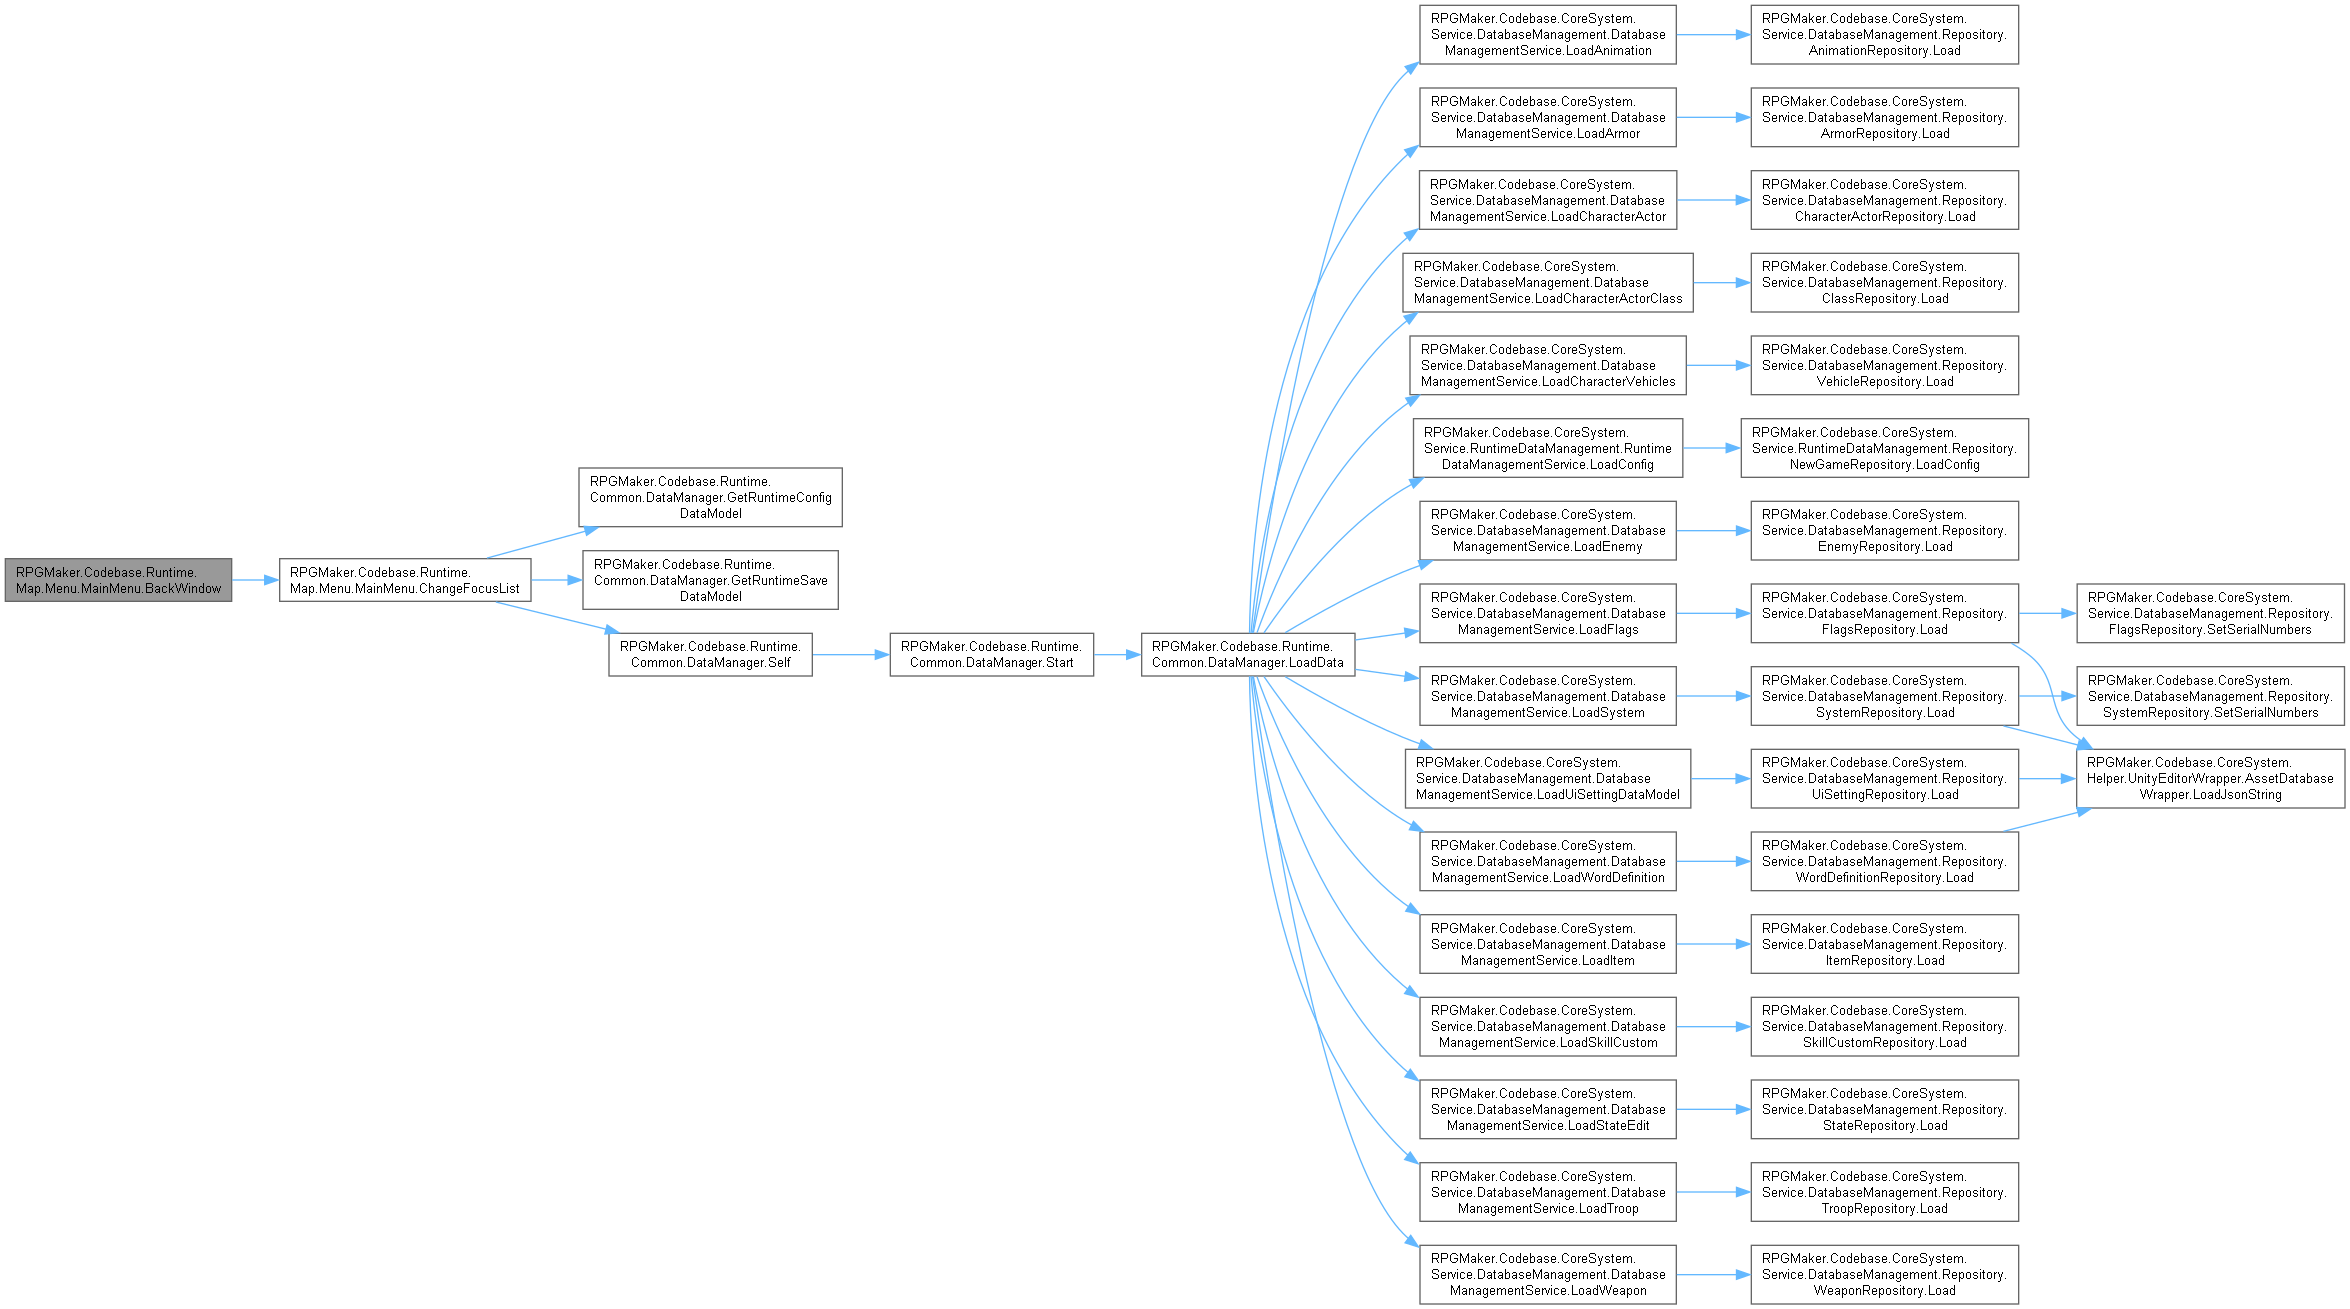 RPGMaker.Codebase.Runtime.
Map.Menu.MainMenu.BackWindow
RPGMaker.Codebase.Runtime.
Map.Menu.MainMenu.ChangeFocusList
RPGMaker.Codebase.Runtime.
Common.DataManager.GetRuntimeConfig
DataModel
RPGMaker.Codebase.Runtime.
Common.DataManager.GetRuntimeSave
DataModel
RPGMaker.Codebase.Runtime.
Common.DataManager.Self
RPGMaker.Codebase.Runtime.
Common.DataManager.Start
RPGMaker.Codebase.Runtime.
Common.DataManager.LoadData
RPGMaker.Codebase.CoreSystem.
Service.DatabaseManagement.Database
ManagementService.LoadAnimation
RPGMaker.Codebase.CoreSystem.
Service.DatabaseManagement.Repository.
AnimationRepository.Load
RPGMaker.Codebase.CoreSystem.
Service.DatabaseManagement.Database
ManagementService.LoadArmor
RPGMaker.Codebase.CoreSystem.
Service.DatabaseManagement.Repository.
ArmorRepository.Load
RPGMaker.Codebase.CoreSystem.
Service.DatabaseManagement.Database
ManagementService.LoadCharacterActor
RPGMaker.Codebase.CoreSystem.
Service.DatabaseManagement.Repository.
CharacterActorRepository.Load
RPGMaker.Codebase.CoreSystem.
Service.DatabaseManagement.Database
ManagementService.LoadCharacterActorClass
RPGMaker.Codebase.CoreSystem.
Service.DatabaseManagement.Repository.
ClassRepository.Load
RPGMaker.Codebase.CoreSystem.
Service.DatabaseManagement.Database
ManagementService.LoadCharacterVehicles
RPGMaker.Codebase.CoreSystem.
Service.DatabaseManagement.Repository.
VehicleRepository.Load
RPGMaker.Codebase.CoreSystem.
Service.RuntimeDataManagement.Runtime
DataManagementService.LoadConfig
RPGMaker.Codebase.CoreSystem.
Service.RuntimeDataManagement.Repository.
NewGameRepository.LoadConfig
RPGMaker.Codebase.CoreSystem.
Service.DatabaseManagement.Database
ManagementService.LoadEnemy
RPGMaker.Codebase.CoreSystem.
Service.DatabaseManagement.Repository.
EnemyRepository.Load
RPGMaker.Codebase.CoreSystem.
Service.DatabaseManagement.Database
ManagementService.LoadFlags
RPGMaker.Codebase.CoreSystem.
Service.DatabaseManagement.Repository.
FlagsRepository.Load
RPGMaker.Codebase.CoreSystem.
Service.DatabaseManagement.Repository.
FlagsRepository.SetSerialNumbers
RPGMaker.Codebase.CoreSystem.
Service.DatabaseManagement.Database
ManagementService.LoadSystem
RPGMaker.Codebase.CoreSystem.
Service.DatabaseManagement.Repository.
SystemRepository.Load
RPGMaker.Codebase.CoreSystem.
Service.DatabaseManagement.Repository.
SystemRepository.SetSerialNumbers
RPGMaker.Codebase.CoreSystem.
Service.DatabaseManagement.Database
ManagementService.LoadUiSettingDataModel
RPGMaker.Codebase.CoreSystem.
Service.DatabaseManagement.Repository.
UiSettingRepository.Load
RPGMaker.Codebase.CoreSystem.
Helper.UnityEditorWrapper.AssetDatabase
Wrapper.LoadJsonString
RPGMaker.Codebase.CoreSystem.
Service.DatabaseManagement.Database
ManagementService.LoadWordDefinition
RPGMaker.Codebase.CoreSystem.
Service.DatabaseManagement.Repository.
WordDefinitionRepository.Load
RPGMaker.Codebase.CoreSystem.
Service.DatabaseManagement.Database
ManagementService.LoadItem
RPGMaker.Codebase.CoreSystem.
Service.DatabaseManagement.Repository.
ItemRepository.Load
RPGMaker.Codebase.CoreSystem.
Service.DatabaseManagement.Database
ManagementService.LoadSkillCustom
RPGMaker.Codebase.CoreSystem.
Service.DatabaseManagement.Repository.
SkillCustomRepository.Load
RPGMaker.Codebase.CoreSystem.
Service.DatabaseManagement.Database
ManagementService.LoadStateEdit
RPGMaker.Codebase.CoreSystem.
Service.DatabaseManagement.Repository.
StateRepository.Load
RPGMaker.Codebase.CoreSystem.
Service.DatabaseManagement.Database
ManagementService.LoadTroop
RPGMaker.Codebase.CoreSystem.
Service.DatabaseManagement.Repository.
TroopRepository.Load
RPGMaker.Codebase.CoreSystem.
Service.DatabaseManagement.Database
ManagementService.LoadWeapon
RPGMaker.Codebase.CoreSystem.
Service.DatabaseManagement.Repository.
WeaponRepository.Load